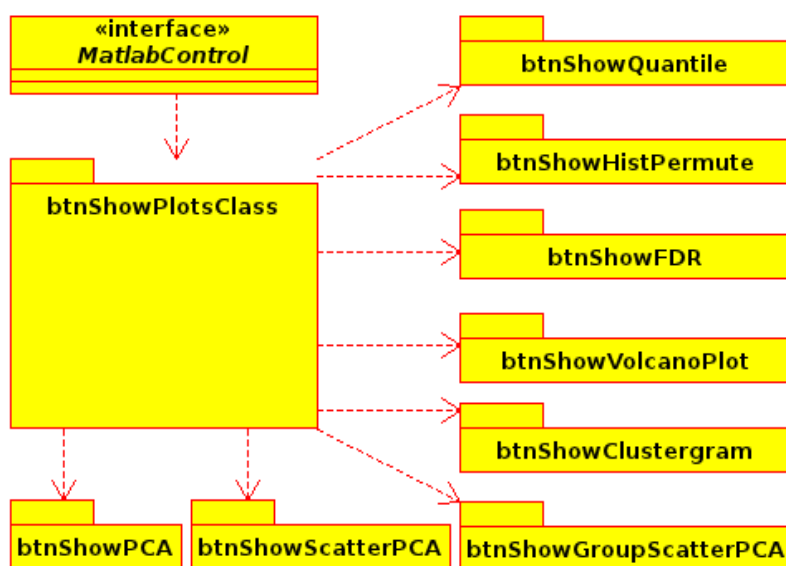 «interface»
MatlabControl
btnShowQuantile
btnShowHistPermute
btnShowPlotsClass
btnShowFDR
btnShowVolcanoPlot
btnShowClustergram
btnShowPCA
btnShowScatterPCA
btnShowGroupScatterPCA